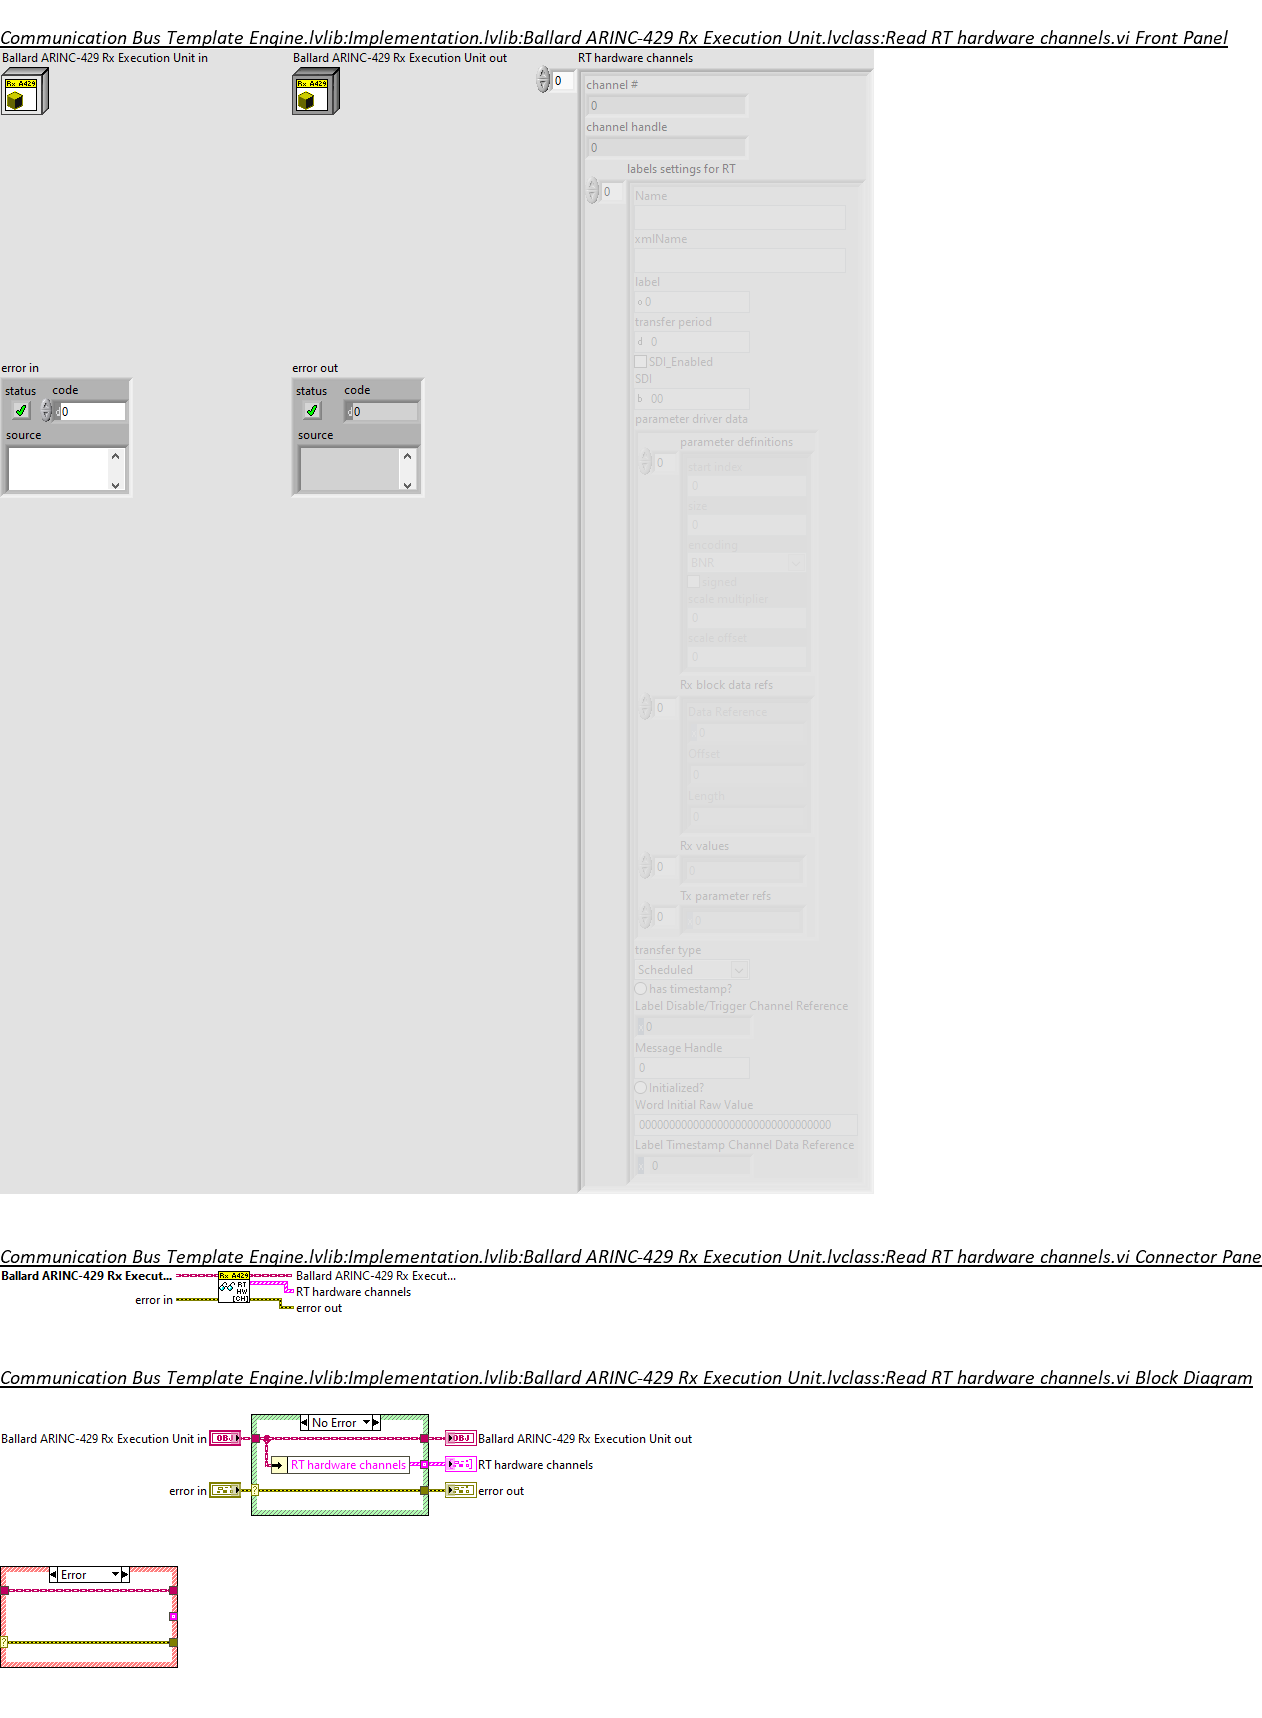 Communication Bus Template Engine.lvlib:Implementation.lvlib:Ballard ARINC-429 Rx Execution Unit.lvclass:Read RT hardware channels.vi Front Panel
Ballard ARINC-429 Rx Execution Unit in
Ballard ARINC-429 Rx Execution Unit out
RT hardware channels
Rx A429
Rx A429
0
channel #
0
channel handle
0
labels settings for RT
0
Name
xmlName
label
o 0
transfer period
d 0
SDI_Enabled
SDI
b 00
parameter driver data
parameter definitions
0
start index
0
size
0
encoding
BNR
signed
scale multiplier
0
scale offset
0
Rx block data refs
0
Data Reference
0
Offset
0
Length
0
Rx values
0
0
Tx parameter refs
0
0
transfer type
Scheduled
has timestamp?
Label Disable/Trigger Channel Reference
x 0
Message Handle
0
Initialized?
Word Initial Raw Value
00000000000000000000000000000000
Label Timestamp Channel Data Reference
x 0
error in
status code
d 0
source
error out
status code
d 0
source
Communication Bus Template Engine.lvlib:Implementation.lvlib:Ballard ARINC-429 Rx Execution Unit.lvclass:Read RT hardware channels.vi Connector Pane
Ballard ARINC-429 Rx Execut...
error in
Rx A429
RT
HW
[CH]
Ballard ARINC-429 Rx Execut...
RT hardware channels
error out
Communication Bus Template Engine.lvlib:Implementation.lvlib:Ballard ARINC-429 Rx Execution Unit.lvclass:Read RT hardware channels.vi Block Diagram
No Error
Ballard ARINC-429 Rx Execution Unit in
OBJ
OBJ
Ballard ARINC-429 Rx Execution Unit out
RT hardware channels
RT hardware channels
error in
?
error out
Error
?